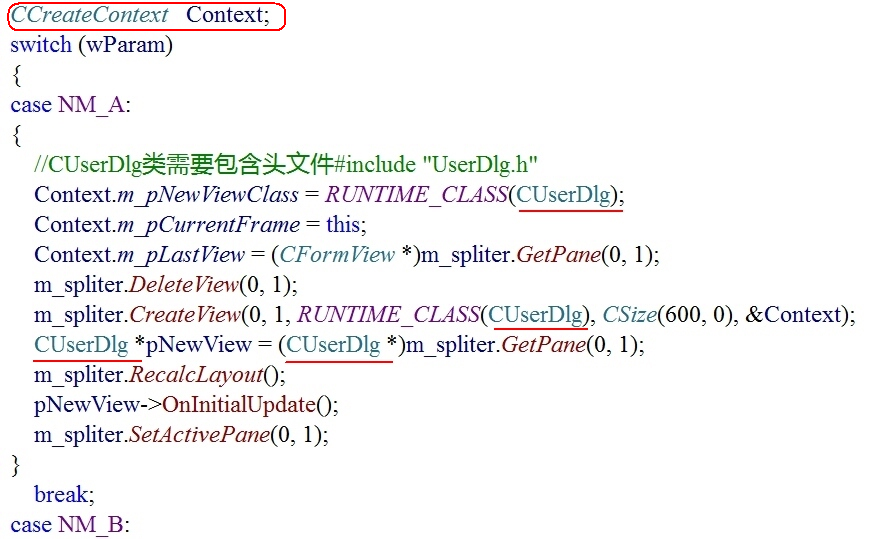 CCreateContext   Context;
switch (wParam)
{
case NM_A:
{
    //CUserDlg类需要包含头文件#include "UserDlg.h"
    Context.m_pNewViewClass = RUNTIME_CLASS(CUserDlg);
    Context.m_pCurrentFrame = this;
    Context.m_pLastView = (CFormView *)m_spliter.GetPane(0, 1);
    m_spliter.DeleteView(0, 1);
    m_spliter.CreateView(0, 1, RUNTIME_CLASS(CUserDlg), CSize(600, 0), &Context);
    CUserDlg *pNewView = (CUserDlg *)m_spliter.GetPane(0, 1);
    m_spliter.RecalcLayout();
    pNewView->OnInitialUpdate();
    m_spliter.SetActivePane(0, 1);
}
    break;
case NM_B: